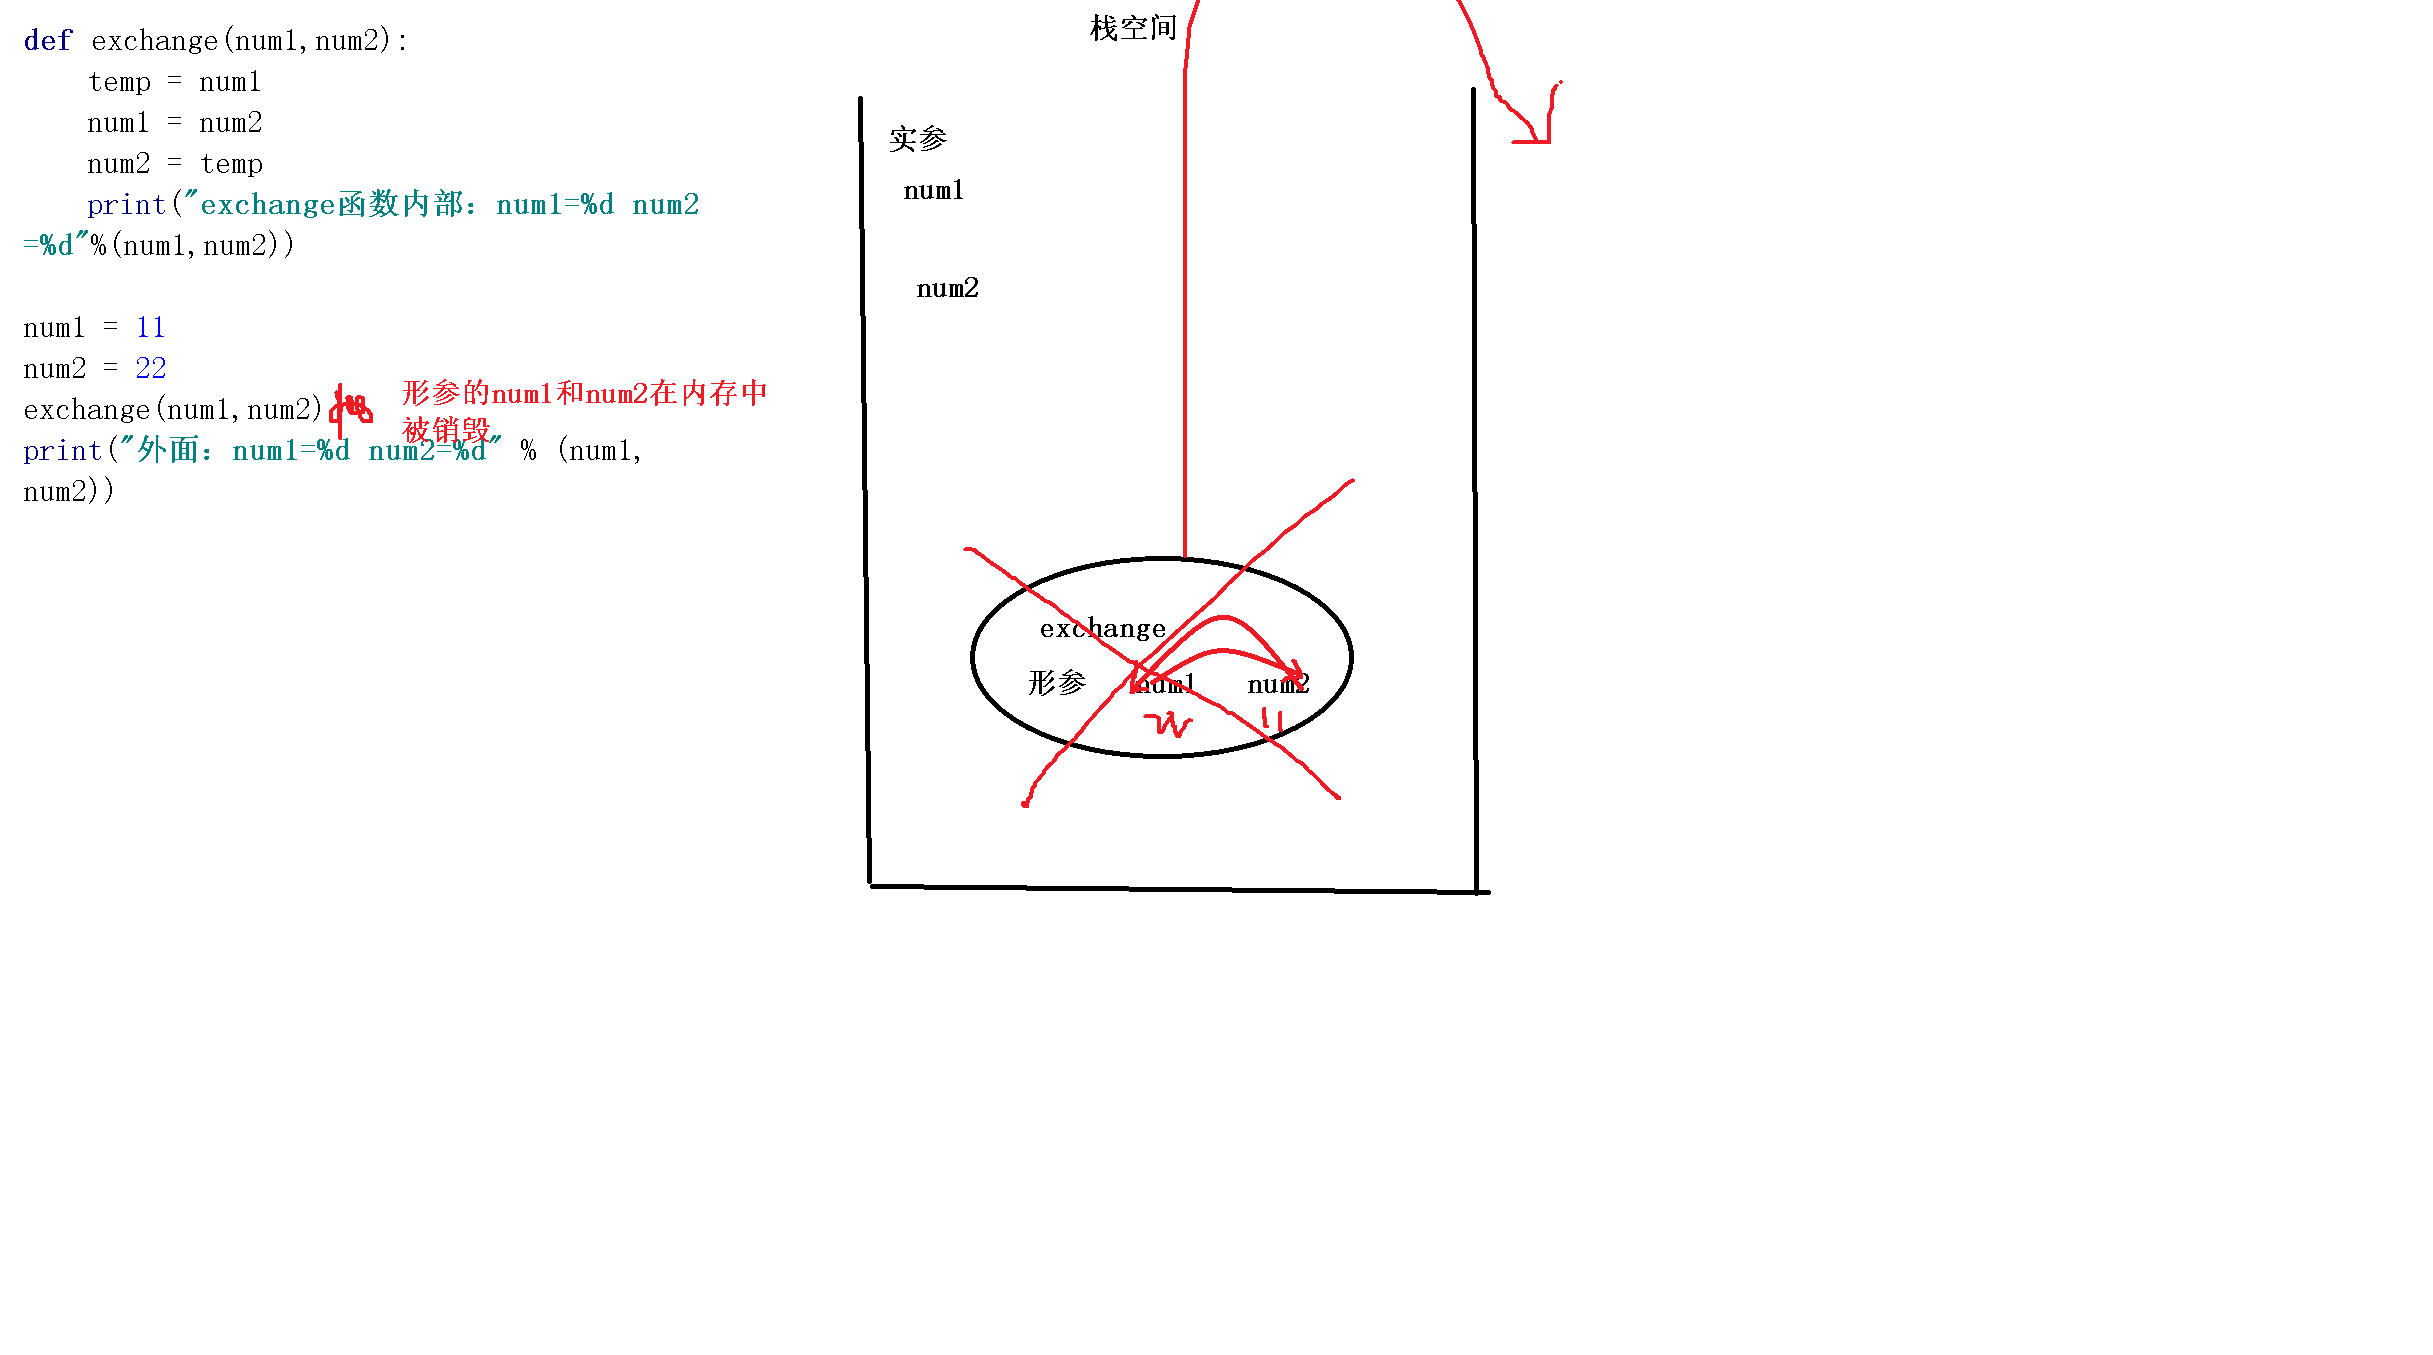 def exchange(num1,num2):
    temp = num1
    num1 = num2
    num2 = temp
    print("exchange函数内部：num1=%d num2
=%d"%(num1,num2))
num1 = 11
num2 = 22
exchange(num1,num2)
形参的num1和num2在内存中
被销毁
print("外面：num1=%d num2=%d" % (num1,
num2))
栈空间
实参
num1
num2
exchange
形参 num1 num2
22 11